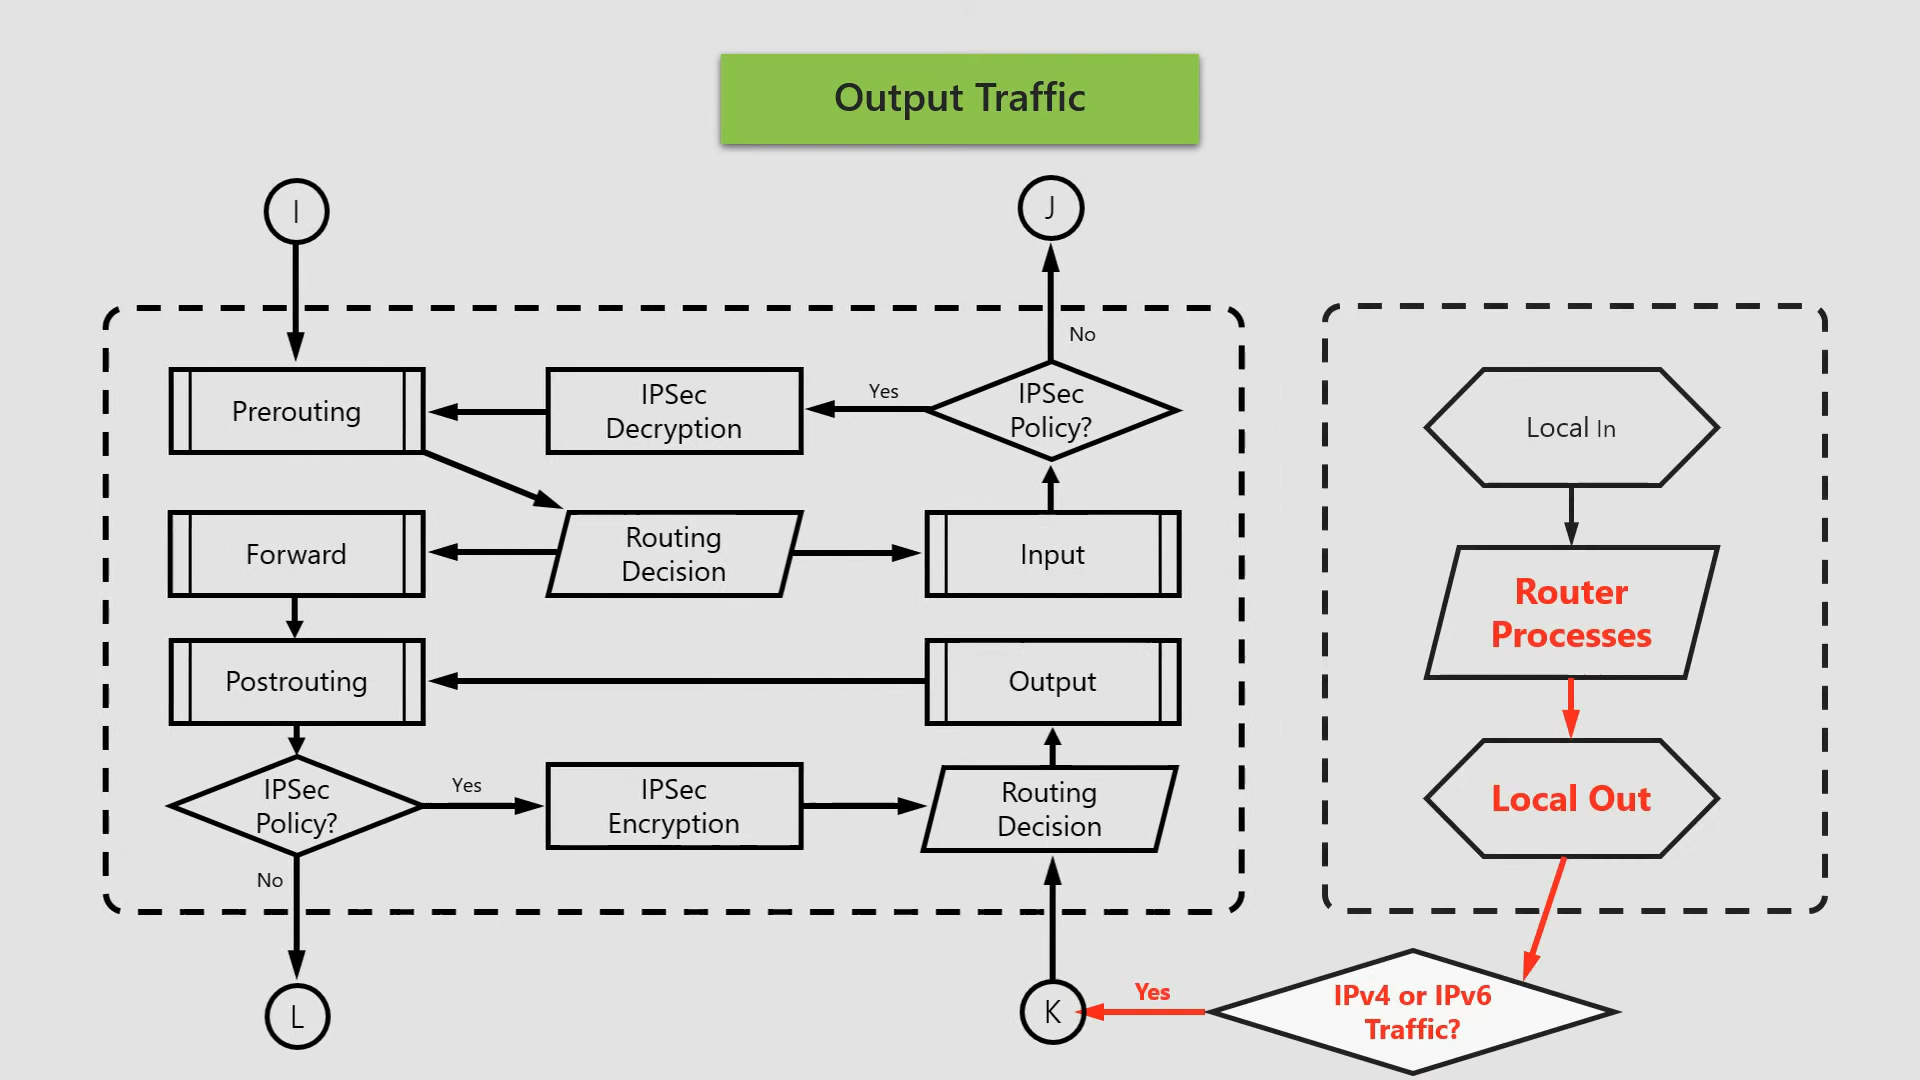 Output Traffic
I
J
No
Prerouting
IPSec
Decryption
Yes
IPSec
Policy?
Local In
Forward
Routing
Decision
Input
Router
Processes
Postrouting
Output
IPSec
Policy?
Yes
IPSec
Encryption
Routing
Decision
Local Out
No
L
K
Yes
IPv4 or IPv6
Traffic?